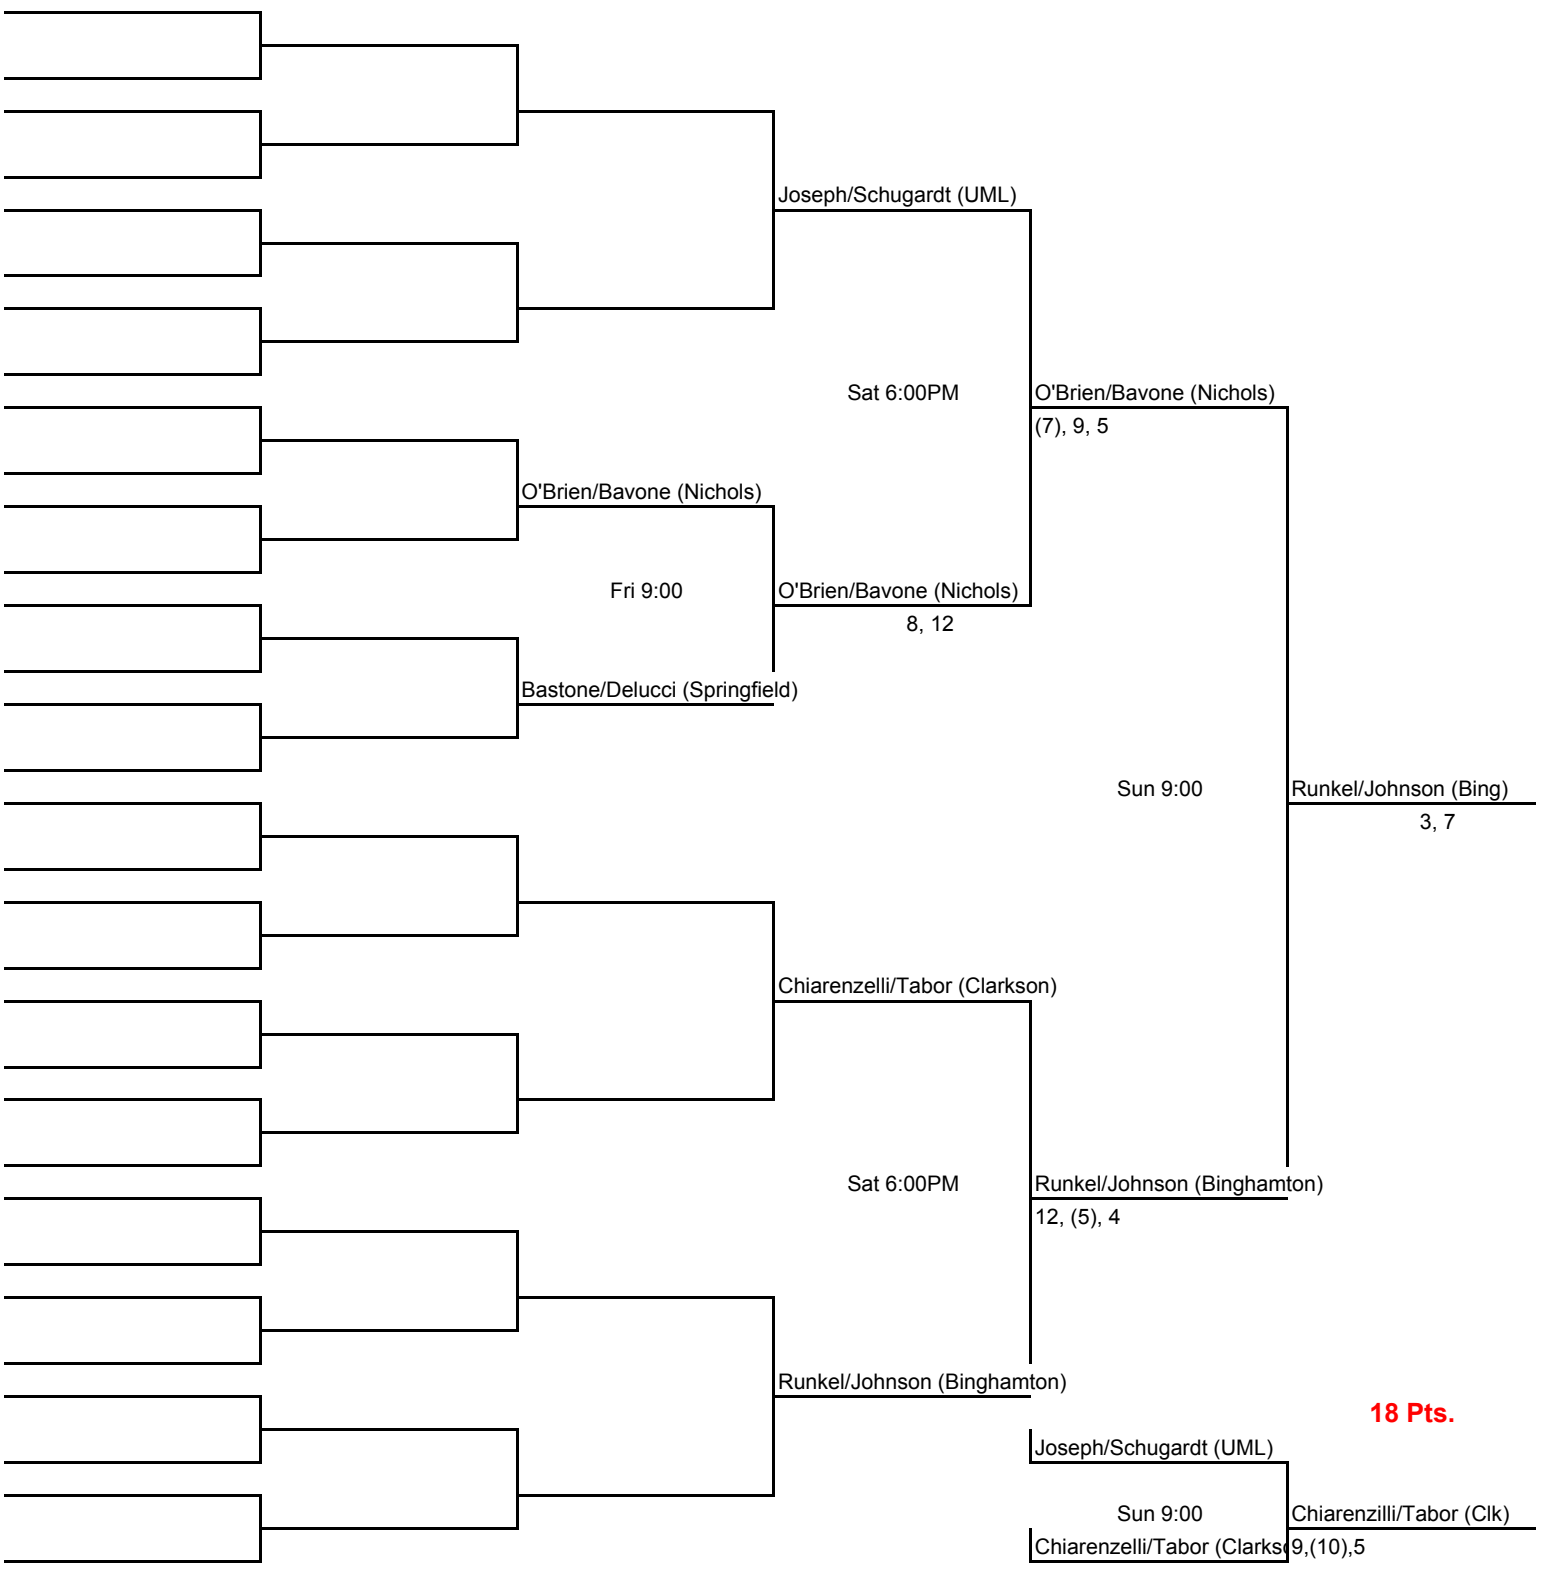 Joseph/Schugardt (UML)
Sat 6:00PM
O'Brien/Bavone (Nichols)
(7), 9, 5
O'Brien/Bavone (Nichols)
Fri 9:00
O'Brien/Bavone (Nichols)
8, 12
Bastone/Delucci (Springfield)
Sun 9:00
Runkel/Johnson (Bing)
3, 7
Chiarenzelli/Tabor (Clarkson)
Sat 6:00PM
Runkel/Johnson (Binghamton)
12, (5), 4
Runkel/Johnson (Binghamton)
18 Pts.
Joseph/Schugardt (UML)
Sun 9:00
Chiarenzilli/Tabor (Clk)
Chiarenzelli/Tabor (Clarks
9,(10),5